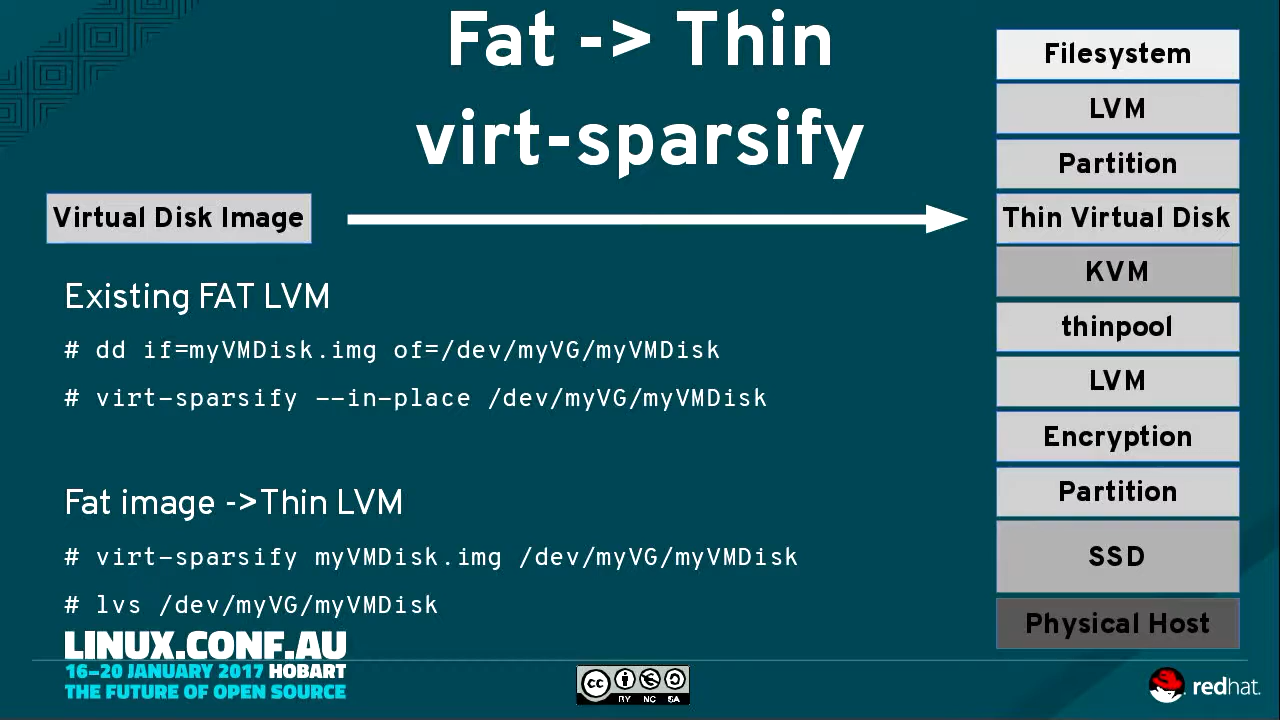 Fat -> Thin
virt-sparsify
Virtual Disk Image
Existing FAT LVM
# dd if=myVMDisk.img of=/dev/myVG/myVMDisk
# virt-sparsify --in-place /dev/myVG/myVMDisk
Fat image ->Thin LVM
# virt-sparsify myVMDisk.img /dev/myVG/myVMDisk
# lvs /dev/myVG/myVMDisk
Filesystem
LVM
Partition
Thin Virtual Disk
KVM
thinpool
LVM
Encryption
Partition
SSD
Physical Host
LINUX.CONF.AU
16–20 JANUARY 2017 HOBART
THE FUTURE OF OPEN SOURCE
cc
BY NC SA
redhat.